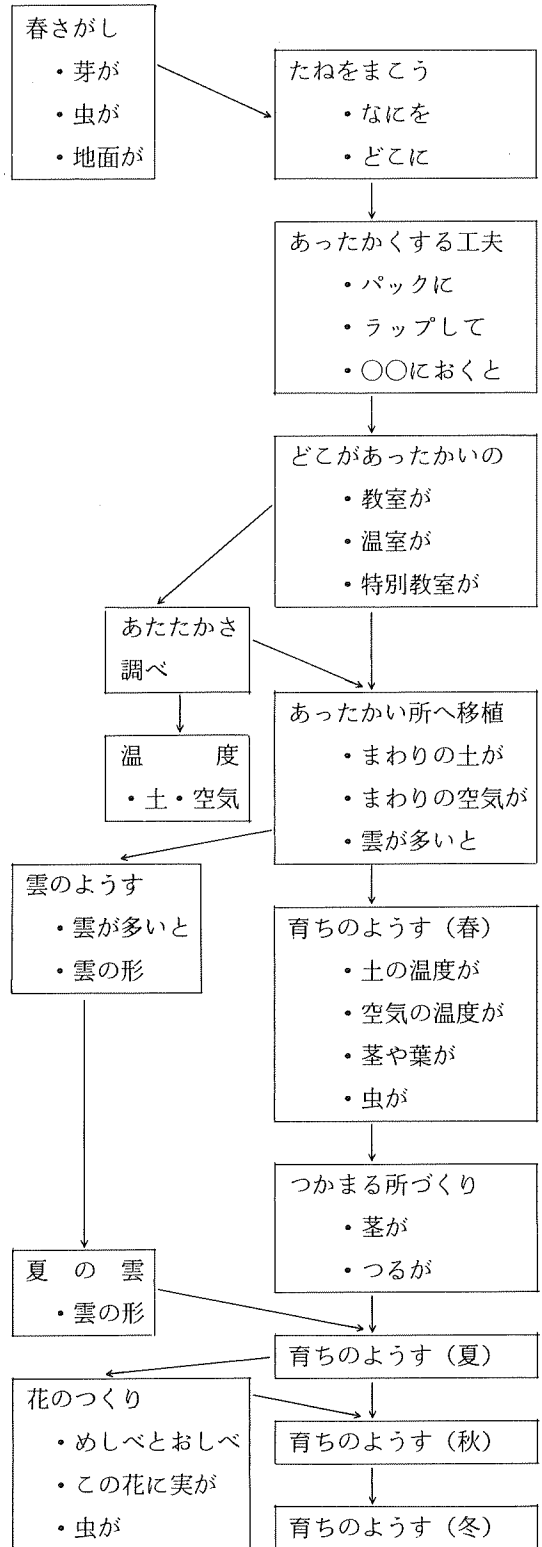 春さがし
・芽が
・虫が
・地面が
たねをまこう
・なにを
・どこに
あったかくする工夫
・パックに
・ラップして
・〇〇におくと
どこがあったかいの
・教室が
・温室が
・特別教室が
あたたかさ
調べ
温　　度
・土・空気
あったかい所へ移植
・まわりの土が
・まわりの空気が
・雲が多いと
雲のようす
・雲が多いと
・雲の形
育ちのようす（春）
・土の温度が
・空気の温度が
・茎や葉が
・虫が
つかまる所づくり
・茎が
・つるが
夏　の　雲
・雲の形
育ちのようす（夏）
花のつくり
・めしべとおしべ
・この花に実が
・虫が
育ちのようす（秋）
育ちのようす（冬）